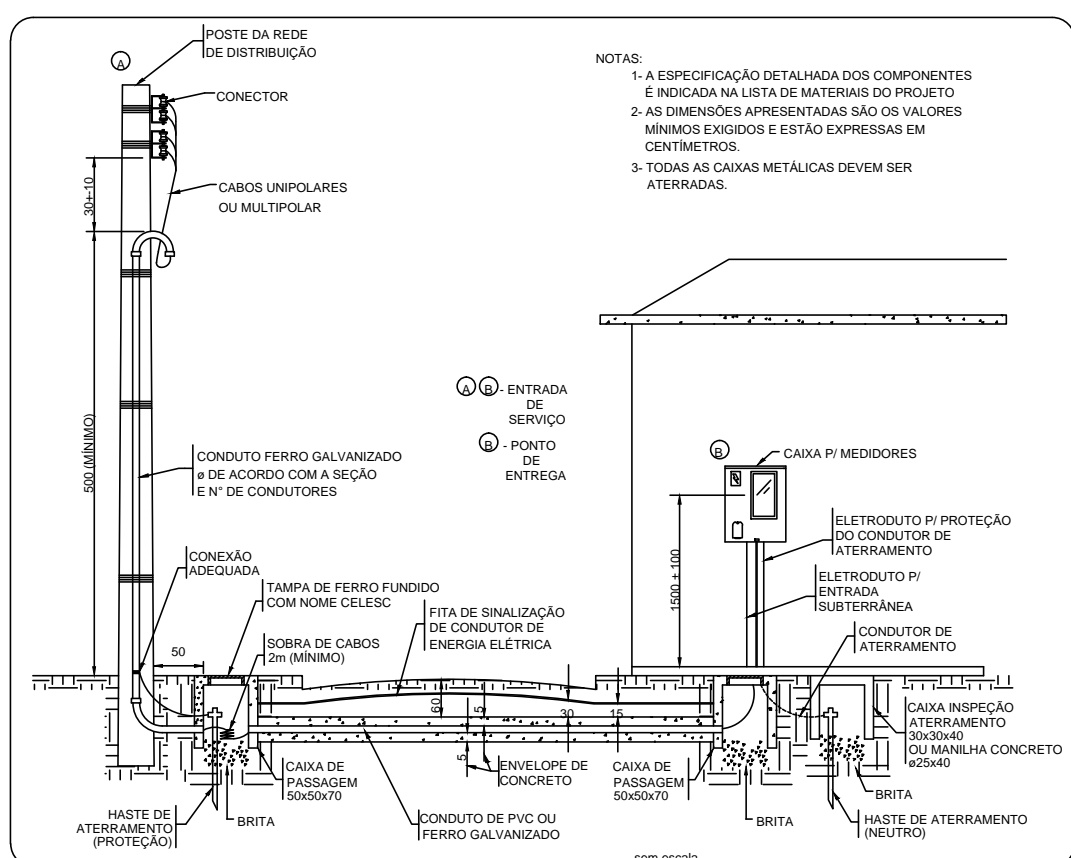 POSTE DA REDE
DE DISTRIBUIÇÃO
A
CONECTOR
30+-10
CABOS UNIPOLARES
OU MULTIPOLAR
NOTAS:
1- A ESPECIFICAÇÃO DETALHADA DOS COMPONENTES
É INDICADA NA LISTA DE MATERIAIS DO PROJETO
2- AS DIMENSÕES APRESENTADAS SÃO OS VALORES
MÍNIMOS EXIGIDOS E ESTÃO EXPRESSAS EM
CENTÍMETROS.
3- TODAS AS CAIXAS METÁLICAS DEVEM SER
ATERRADAS.
A B - ENTRADA
DE
SERVIÇO
B - PONTO
DE
ENTREGA
500 (MÍNIMO)
CONDUTO FERRO GALVANIZADO
ø DE ACORDO COM A SEÇÃO
E N° DE CONDUTORES
B
CAIXA P/ MEDIDORES
1500 ± 100
ELETRODUTO P/ PROTEÇÃO
DO CONDUTOR DE
ATERRAMENTO
ELETRODUTO P/
ENTRADA
SUBTERRÂNEA
CONDUTOR DE
ATERRAMENTO
CONEXÃO
ADEQUADA
TAMPA DE FERRO FUNDIDO
COM NOME CELESC
SOBRA DE CABOS
2m (MÍNIMO)
FITA DE SINALIZAÇÃO
DE CONDUTOR DE
ENERGIA ELÉTRICA
50
60
5
30
15
5
CAIXA DE
PASSAGEM
50x50x70
ENVELOPE DE
CONCRETO
CAIXA DE
PASSAGEM
50x50x70
CAIXA INSPEÇÃO
ATERRAMENTO
30x30x40
OU MANILHA CONCRETO
ø25x40
BRITA
HASTE DE
ATERRAMENTO
(PROTEÇÃO)
BRITA
CONDUTO DE PVC OU
FERRO GALVANIZADO
BRITA
HASTE DE ATERRAMENTO
(NEUTRO)
sem escala